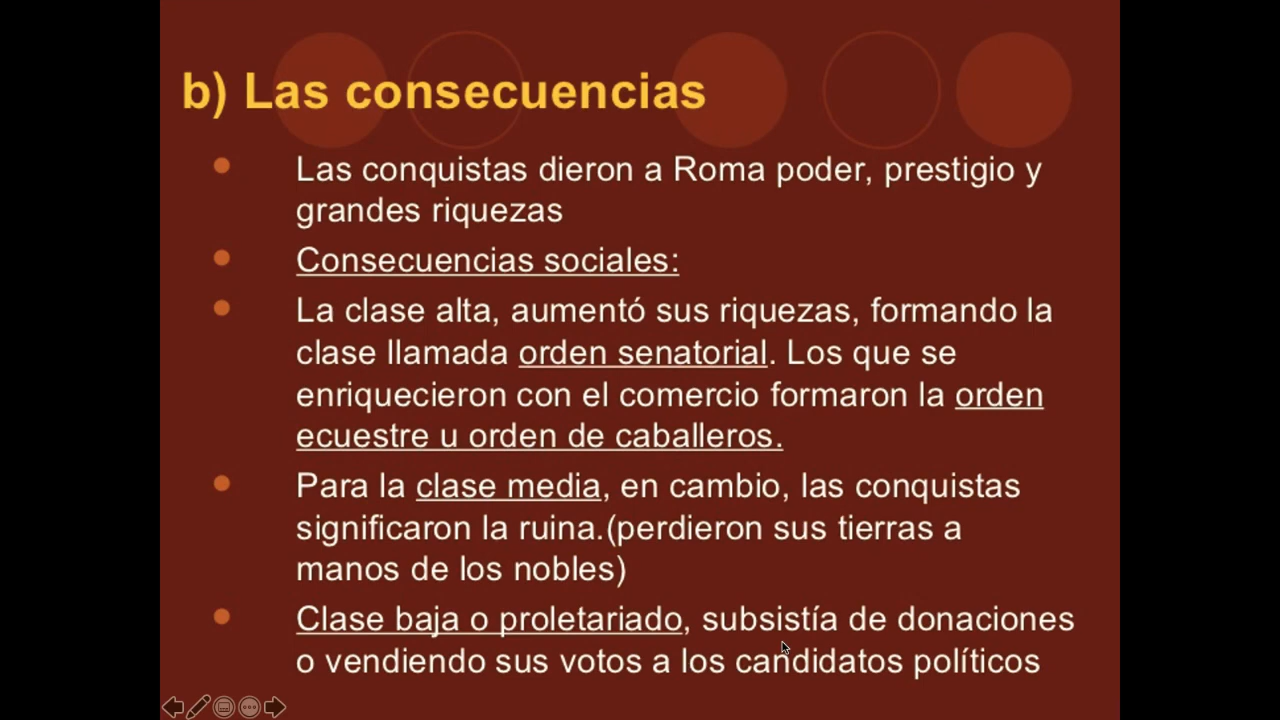 b) Las consecuencias
Las conquistas dieron a Roma poder, prestigio y
grandes riquezas
Consecuencias sociales:
La clase alta, aumentó sus riquezas, formando la
clase llamada orden senatorial. Los que se
enriquecieron con el comercio formaron la orden
ecuestre u orden de caballeros.
Para la clase media, en cambio, las conquistas
significaron la ruina.(perdieron sus tierras a
manos de los nobles)
Clase baja o proletariado, subsistía de donaciones
o vendiendo sus votos a los candidatos políticos